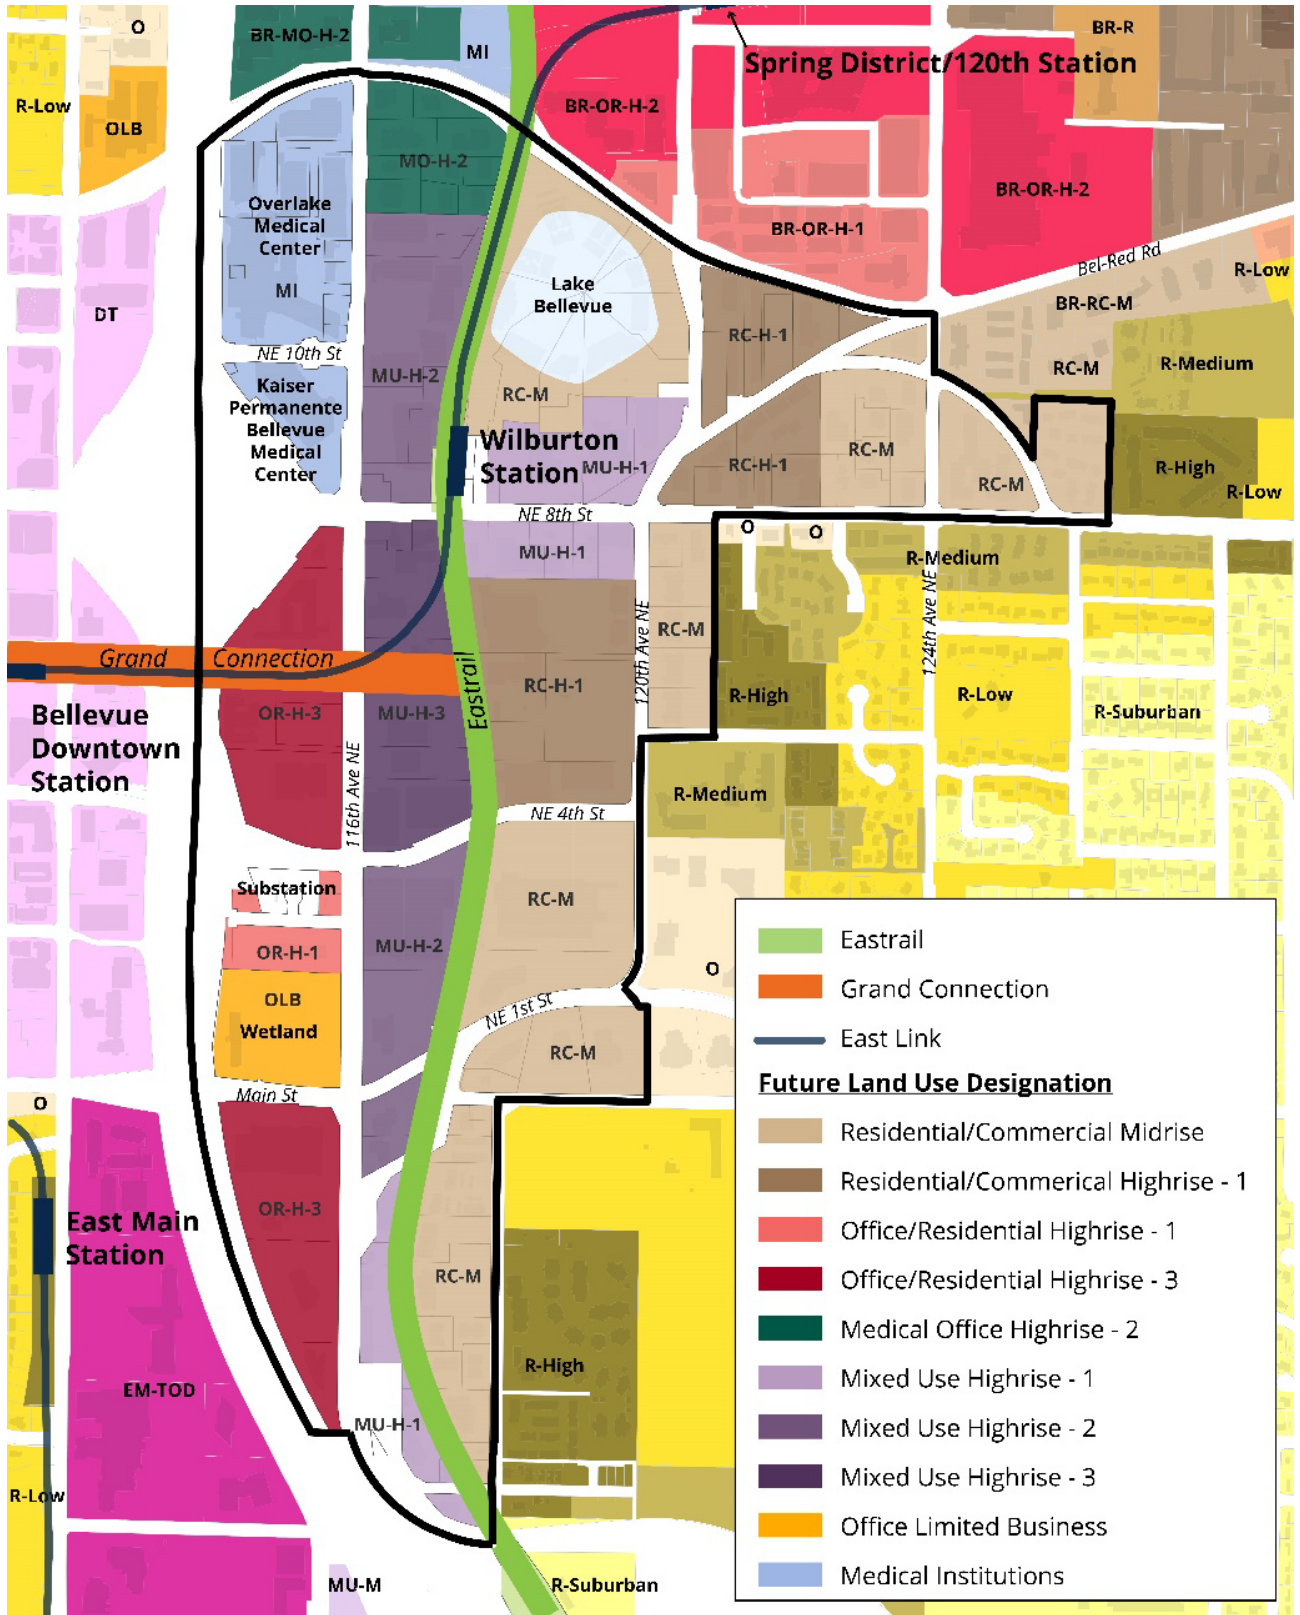 O
BR-MO-H-2
MI
BR-R
Spring District/120th Station
R-Low
OLB
BR-OR-H-2
MO-H-2
BR-OR-H-2
Overlake
Medical
Center
MI
BR-OR-H-1
Bel-Red Rd
R-Low
Lake
Bellevue
BR-RC-M
DT
RC-H-1
NE 10th St
R-Medium
RC-M
MU-H-2
Kaiser
Permanente
Bellevue
Medical
Center
RC-M
Wilburton
Station
MU-H-1
RC-H-1
RC-M
RC-M
R-High
R-Low
NE 8th St
O
O
MU-H-1
R-Medium
124th Ave NE
120th Ave NE
RC-M
Grand Connection
Eastrail
RC-H-1
R-High
R-Low
R-Suburban
OR-H-3
MU-H-3
Bellevue
Downtown
Station
116th Ave NE
R-Medium
NE 4th St
Substation
RC-M
OR-H-1
MU-H-2
O
OLB
Wetland
NE 1st St
RC-M
Main St
O
OR-H-3
East Main
Station
RC-M
R-High
EM-TOD
MU-H-1
R-Low
MU-M
R-Suburban
Eastrail
Grand Connection
East Link
Future Land Use Designation
Residential/Commercial Midrise
Residential/Commerical Highrise - 1
Office/Residential Highrise - 1
Office/Residential Highrise - 3
Medical Office Highrise - 2
Mixed Use Highrise - 1
Mixed Use Highrise - 2
Mixed Use Highrise - 3
Office Limited Business
Medical Institutions